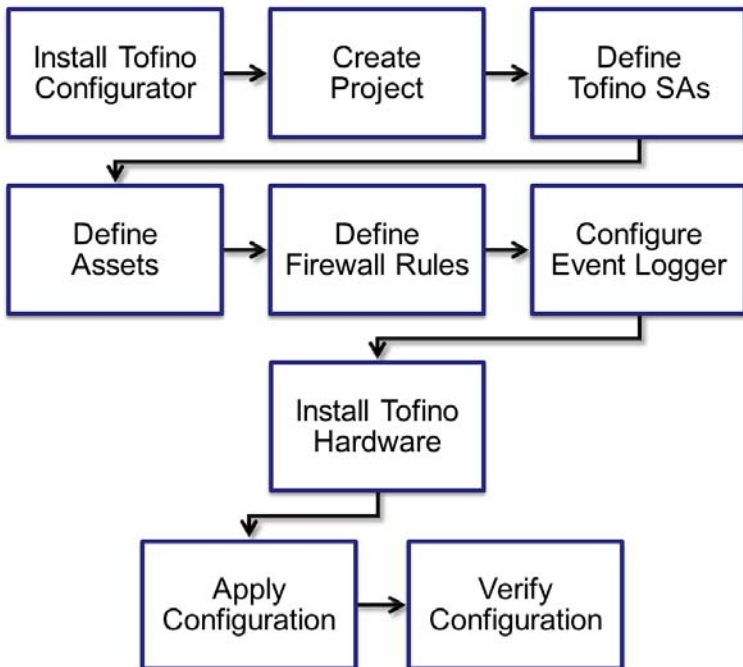 Install Tofino
Configurator
Create
Project
Define
Tofino SAs
Define
Assets
Define
Firewall Rules
Configure
Event Logger
Install Tofino
Hardware
Apply
Configuration
Verify
Configuration